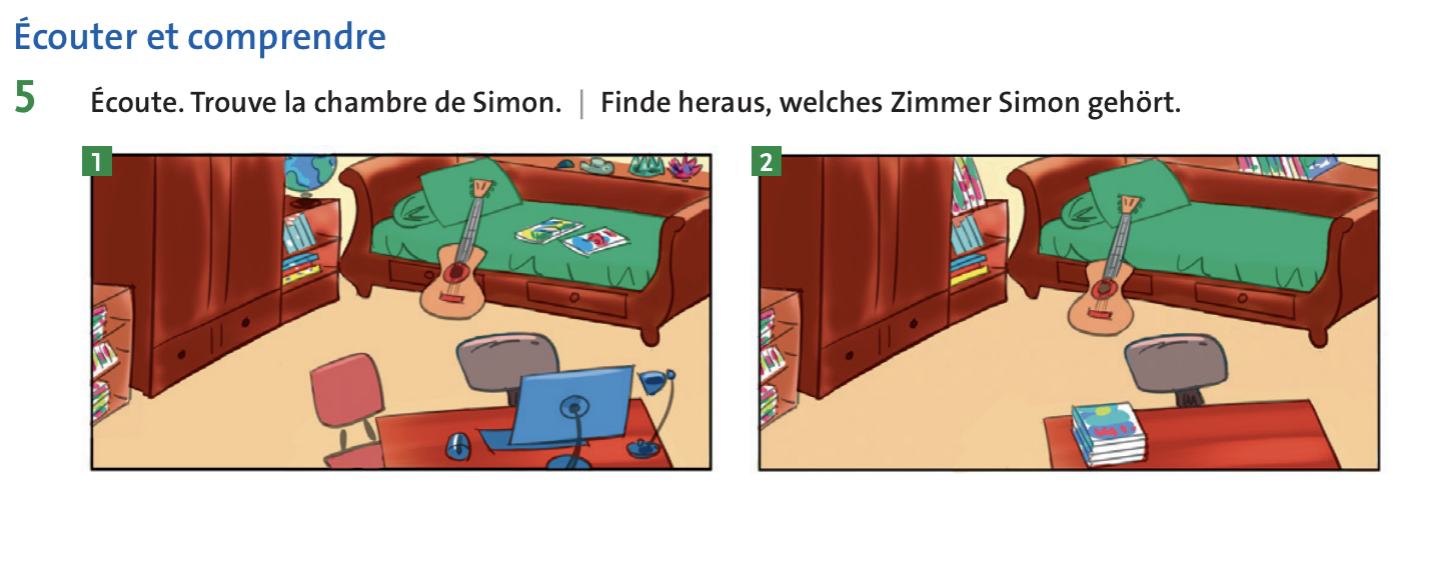 Écouter et comprendre
5 Écoute. Trouve la chambre de Simon. | Finde heraus, welches Zimmer Simon gehört.
1
2